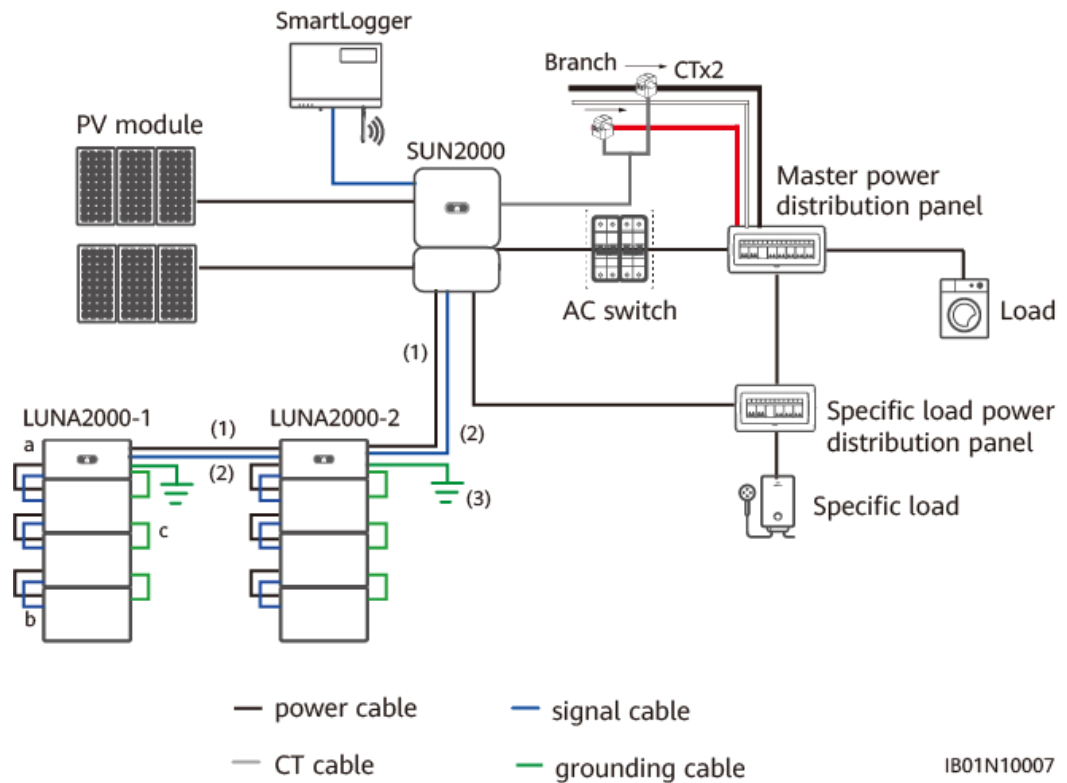 SmartLogger
Branch
CTx2
PV module
SUN2000
Master power
distribution panel
AC switch
Load
(1)
LUNA2000-1
LUNA2000-2
a
(1)
(2)
(2)
(3)
c
b
Specific load power
distribution panel
Specific load
power cable
signal cable
CT cable
grounding cable
IB01N10007